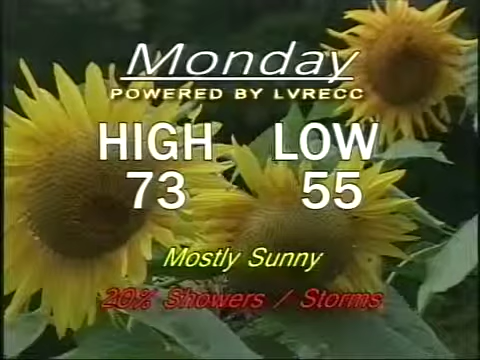 Monday
POWERED BY LVRECC
HIGH LOW
73 55
Mostly Sunny
20% Showers / Storms